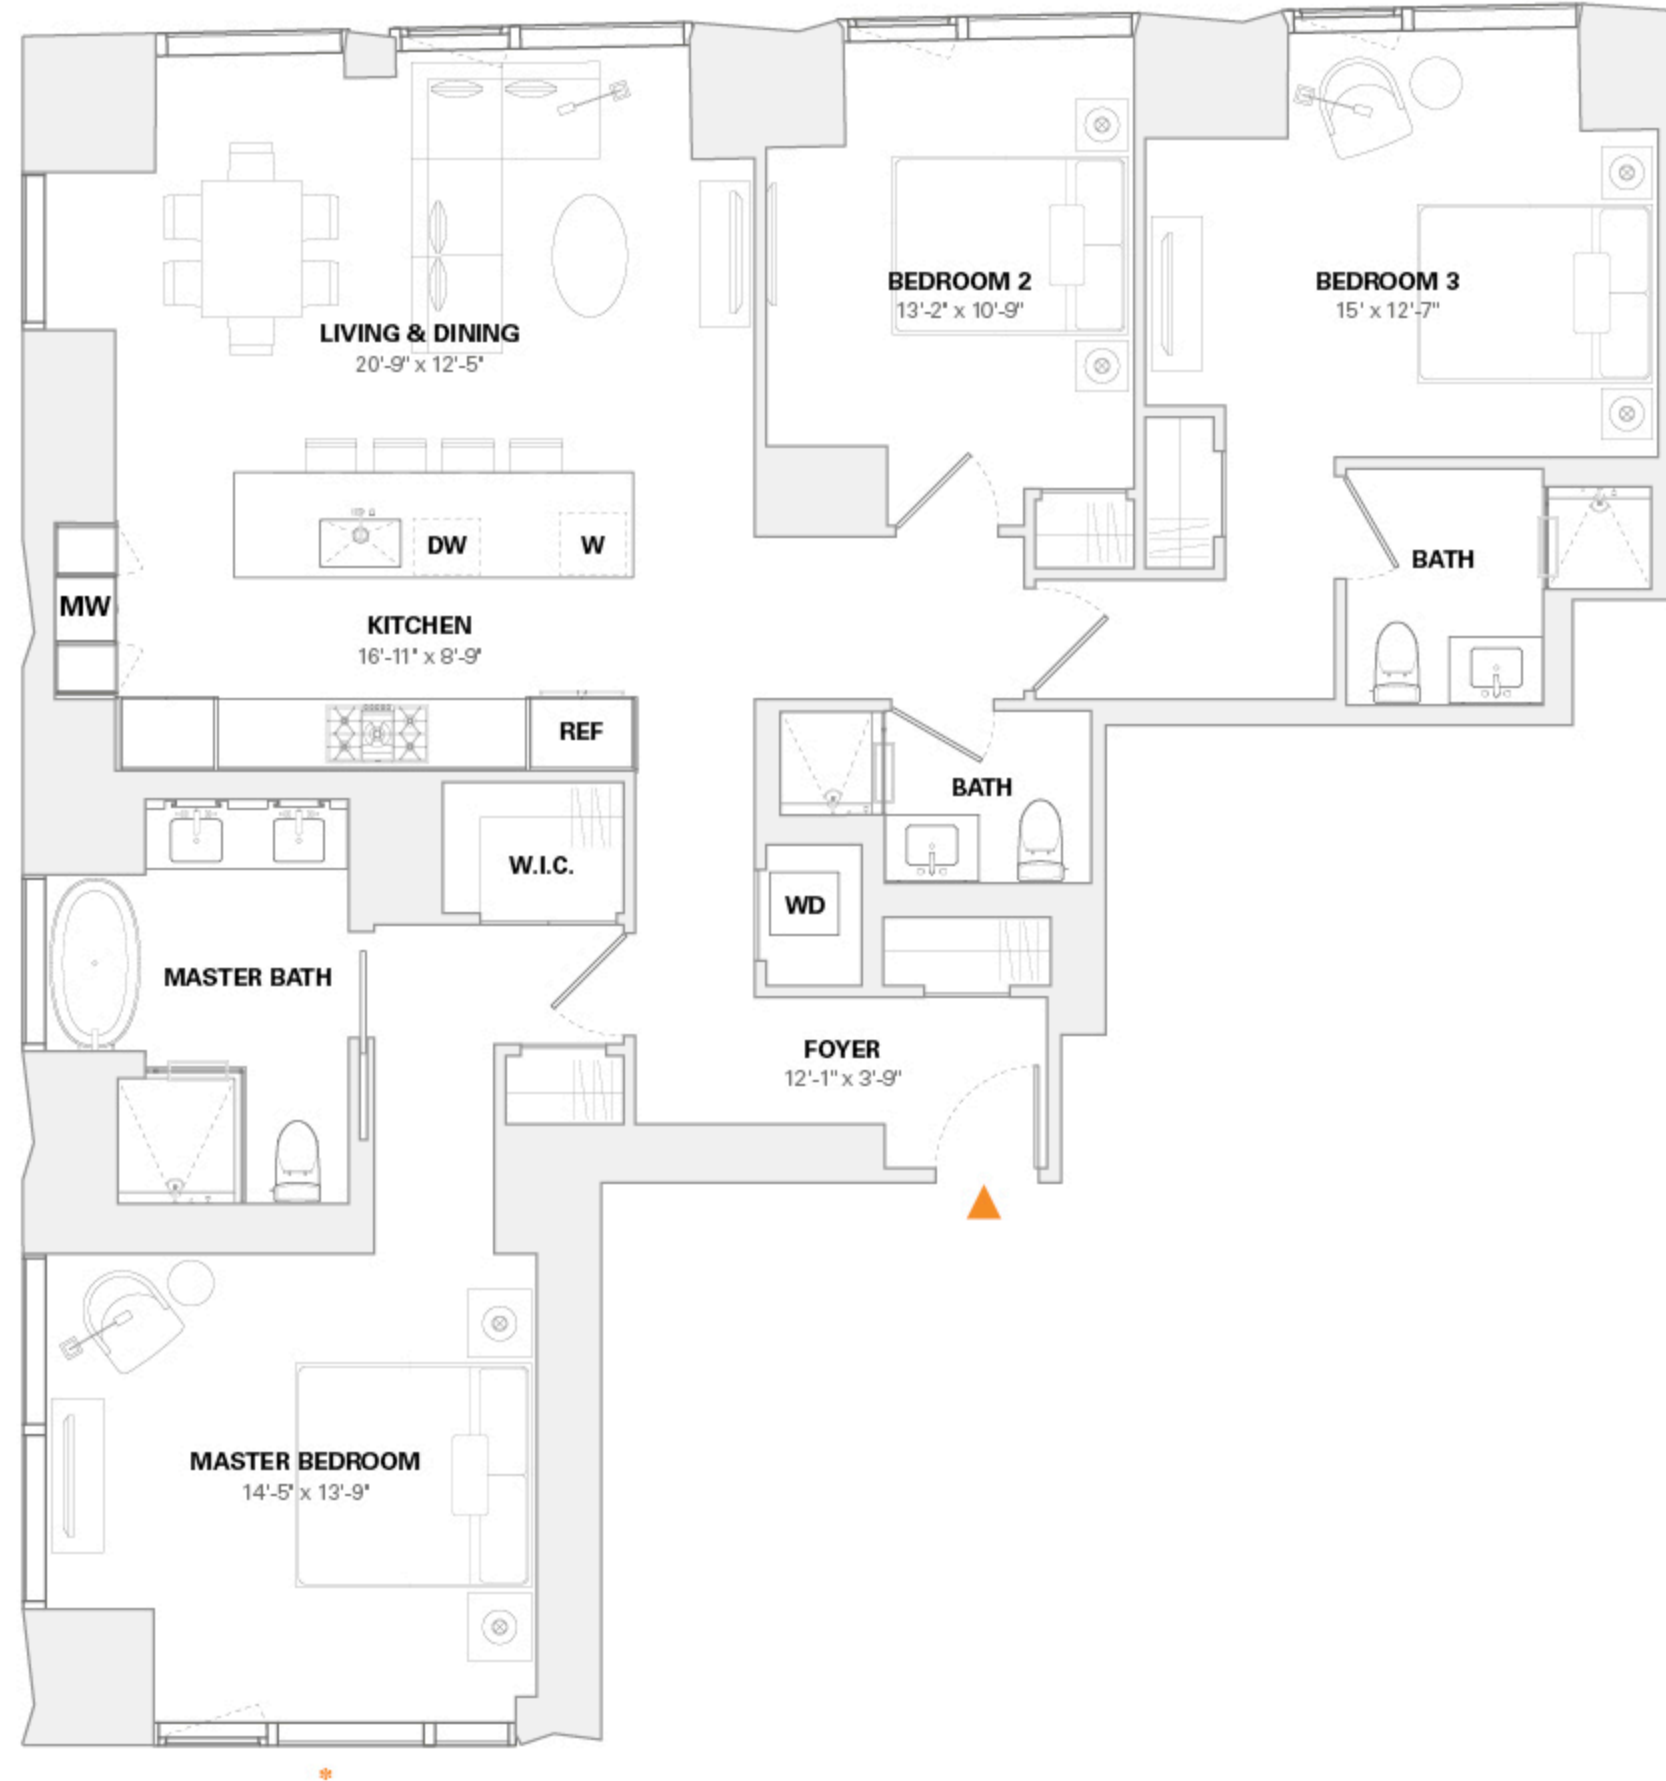 BEDROOM 2
13'-2" x 10'-9"
BEDROOM 3
15' x 12'-7"
LIVING & DINING
20'-9" x 12'-5"
DW
W
BATH
MW
KITCHEN
16'-11" x 8'-9"
REF
BATH
W.I.C.
WD
MASTER BATH
FOYER
12'-1" x 3'-9"
MASTER BEDROOM
14'-5" x 13'-9"
*